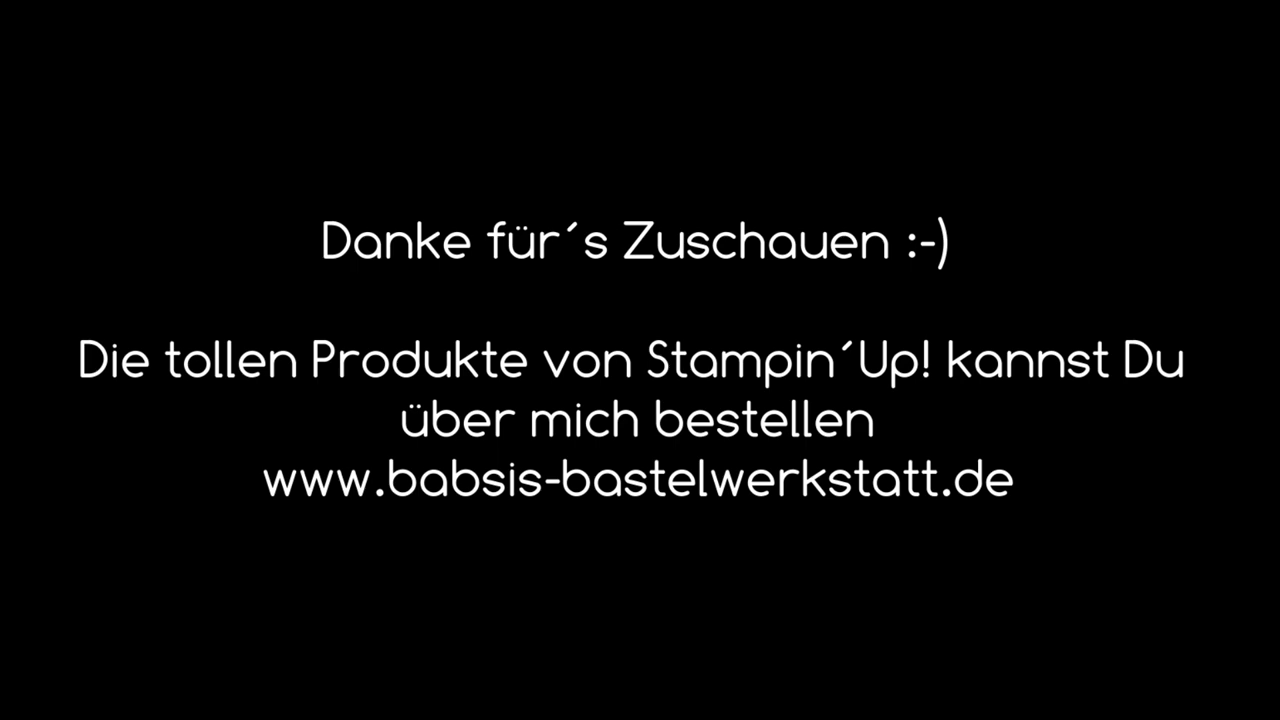 Danke für´s Zuschauen :-)
Die tollen Produkte von Stampin´Up! kannst Du
über mich bestellen
www.babsis-bastelwerkstatt.de